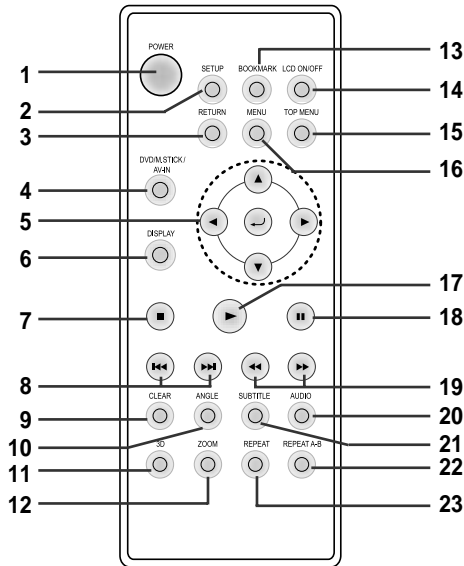 POWER
13
1
SETUP BOOKMARK LCD ON/OFF
2
14
RETURN MENU TOP MENU
3
15
16
DVD/M.STICK/
AV-IN
4
5
DISPLAY
6
17
7
18
8
19
CLEAR ANGLE SUBTITLE AUDIO
9
20
10
21
3D ZOOM REPEAT REPEAT A-B
11
22
12
23